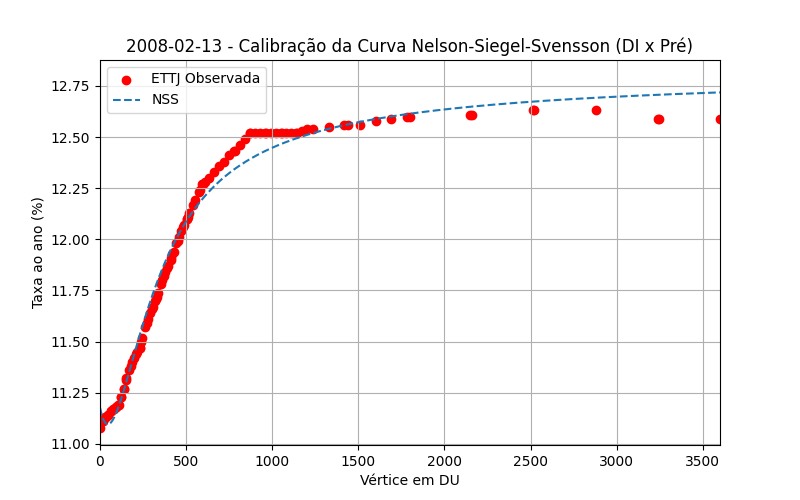 2008-02-13 - Calibração da Curva Nelson-Siegel-Svensson (DI x Pré)
ETTJ Observada
NSS
Taxa ao ano (%)
12.75
12.50
12.25
12.00
11.75
11.50
11.25
11.00
0 500 1000 1500 2000 2500 3000 3500
Vértice em DU